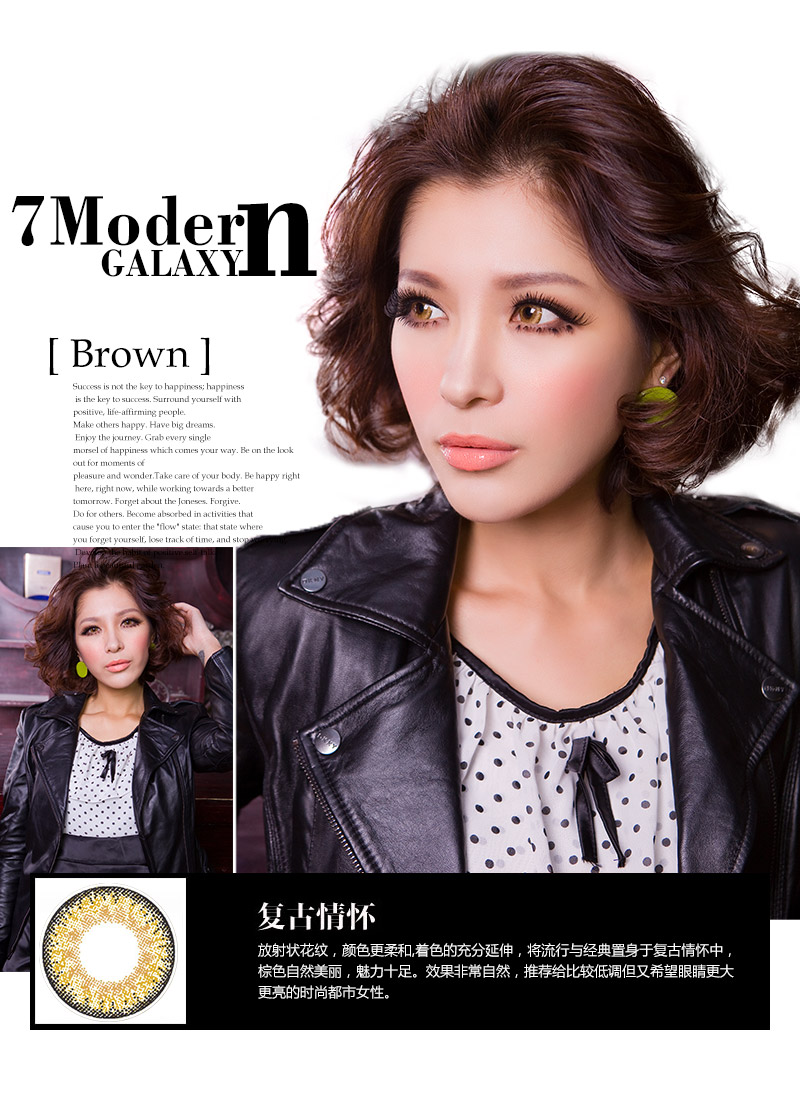 7Modern
GALAXY
[ Brown ]
Success is not the key to happiness; happiness
is the key to success. Surround yourself with
positive, life-affirming people.
Make others happy. Have big dreams.
Enjoy the journey. Grab every single
morsel of happiness which comes your way. Be on the look
out for moments of
pleasure and wonder.Take care of your body. Be happy right
here, right now, while working towards a better
tomorrow. Forget about the Joneses. Forgive.
Do for others. Become absorbed in activities that
cause you to enter the "flow" state: that state where
you forget yourself, lose track of time, and stop
复古情怀
放射状花纹，颜色更柔和,着色的充分延伸，将流行与经典置身于复古情怀中，
棕色自然美丽，魅力十足。效果非常自然，推荐给比较低调但又希望眼睛更大
更亮的时尚都市女性。